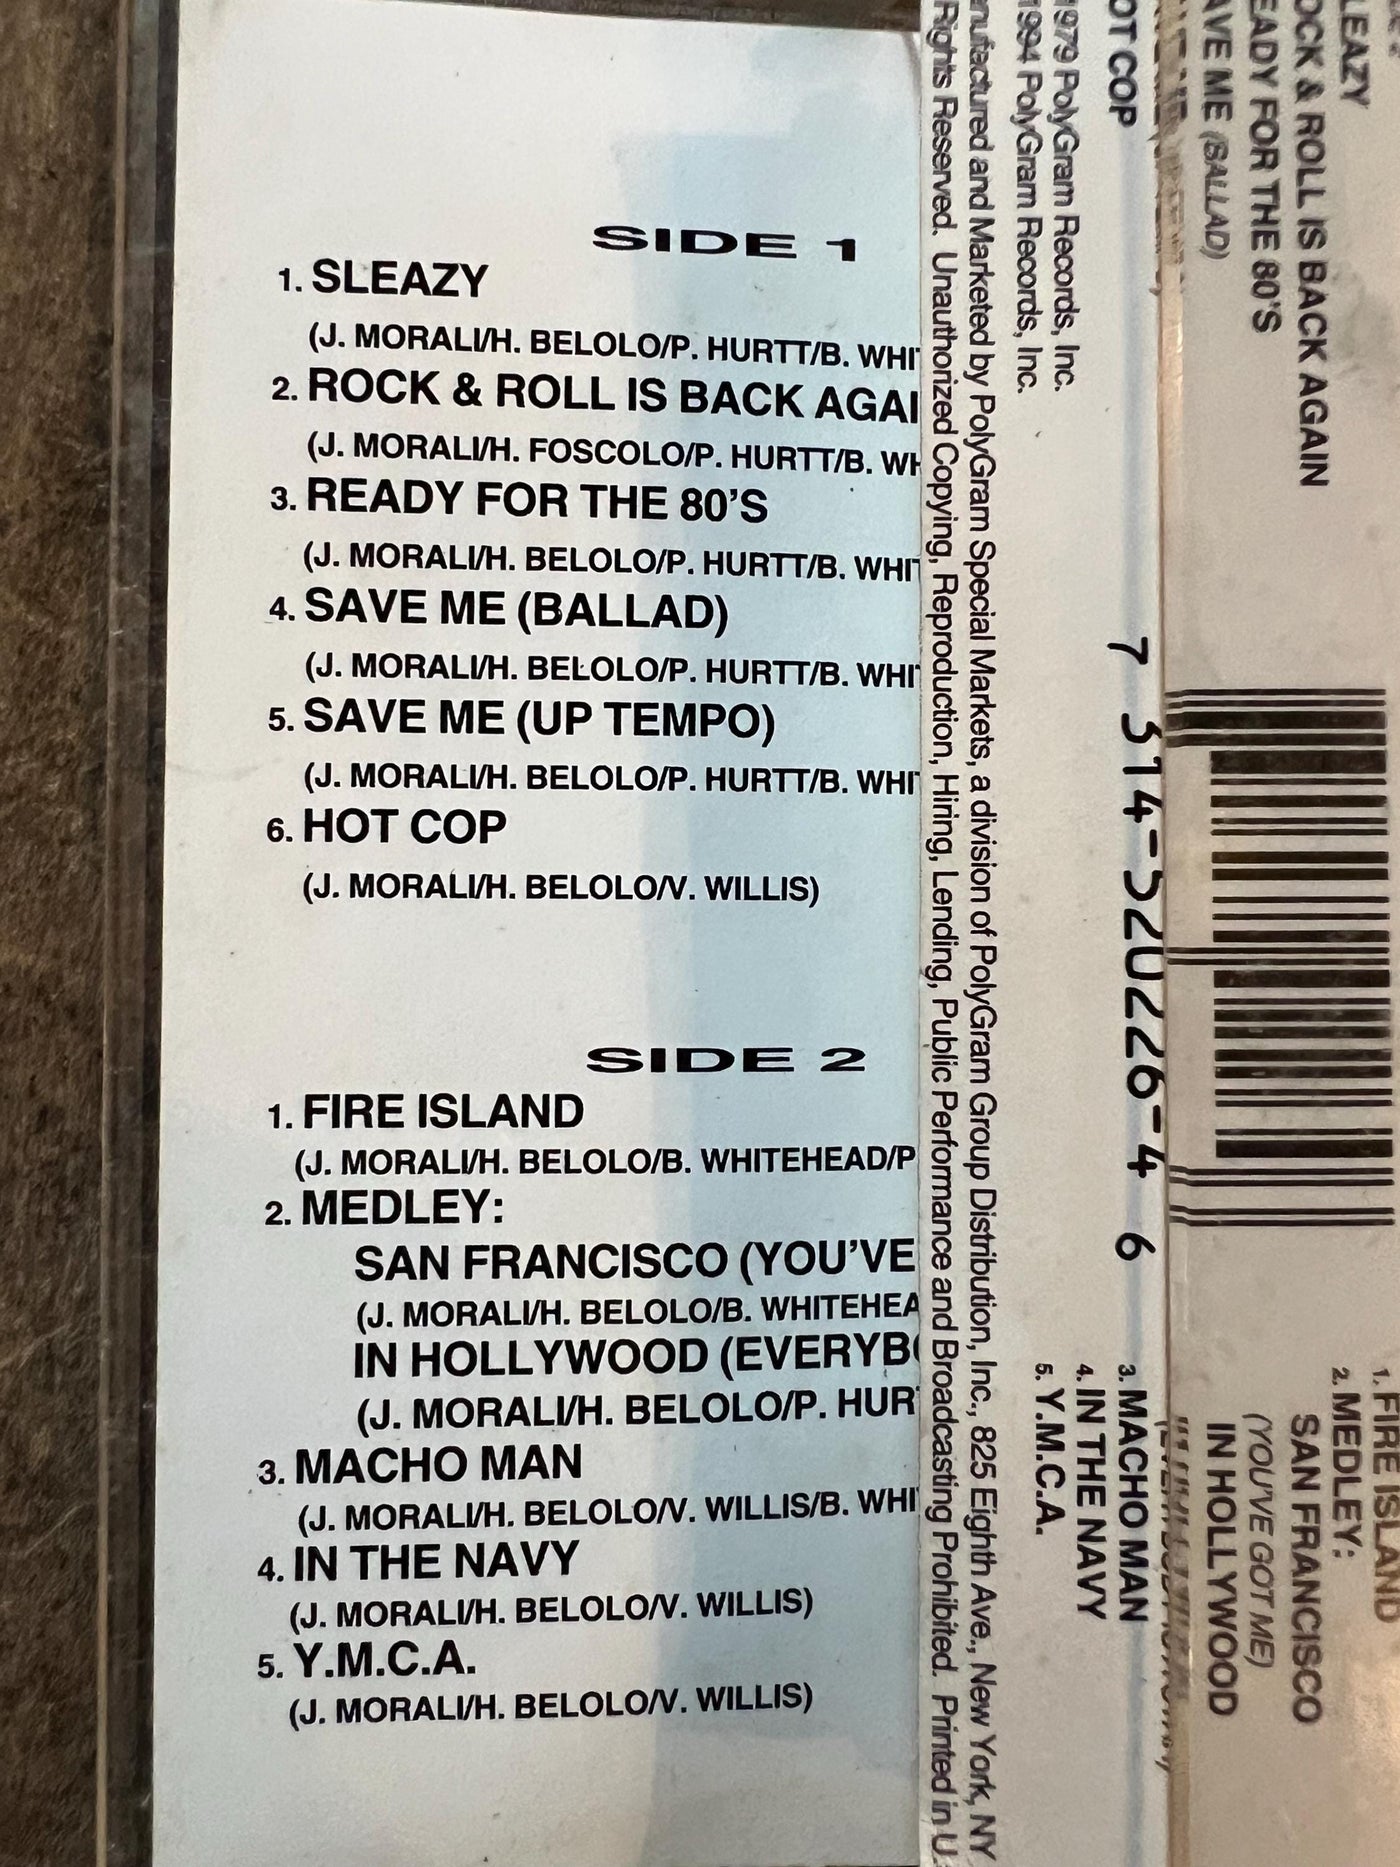 SIDE 1
1. SLEAZY
(J. MORALI/H. BELOLO/P. HURTT/B. WHI
2. ROCK & ROLL IS BACK AGAI
(J. MORALI/H. FOSCOLO/P. HURTT/B. WH
3. READY FOR THE 80'S
(J. MORALI/H. BELOLO/P. HURTT/B. WHIT
4. SAVE ME (BALLAD)
(J. MORALI/H. BELOLO/P. HURTT/B. WHIT
5. SAVE ME (UP TEMPO)
(J. MORALI/H. BELOLO/P. HURTT/B. WHIT
6. HOT COP
(J. MORALI/H. BELOLO/V. WILLIS)
SIDE 2
1. FIRE ISLAND
(J. MORALI/H. BELOLO/B. WHITEHEAD/P
2. MEDLEY:
SAN FRANCISCO (YOU'VE
(J. MORALI/H. BELOLO/B. WHITEHEA
IN HOLLYWOOD (EVERYB
(J. MORALI/H. BELOLO/P. HUR
3. MACHO MAN
(J. MORALI/H. BELOLO/V. WILLIS/B. WHI
4. IN THE NAVY
(J. MORALI/H. BELOLO/V. WILLIS)
5. Y.M.C.A.
(J. MORALI/H. BELOLO/V. WILLIS)
LEAZY
OCK & ROLL IS BACK AGAIN
EADY FOR THE 80'S
AVE ME (BALLAD)
OT COP
1. FIRE ISLAND
2. MEDLEY:
SAN FRANCISCO
(YOU'VE GOT ME)
IN HOLLYWOOD
3. MACHO MAN
4. IN THE NAVY
5. Y.M.C.A.
7 314-520226-4 6
1979 PolyGram Records, Inc.
1994 PolyGram Records, Inc.
anufactured and Marketed by PolyGram Special Markets, a division of PolyGram Group Distribution, Inc., 825 Eighth Ave., New York, NY
Rights Reserved. Unauthorized Copying, Reproduction, Hiring, Lending, Public Performance and Broadcasting Prohibited. Printed in U.